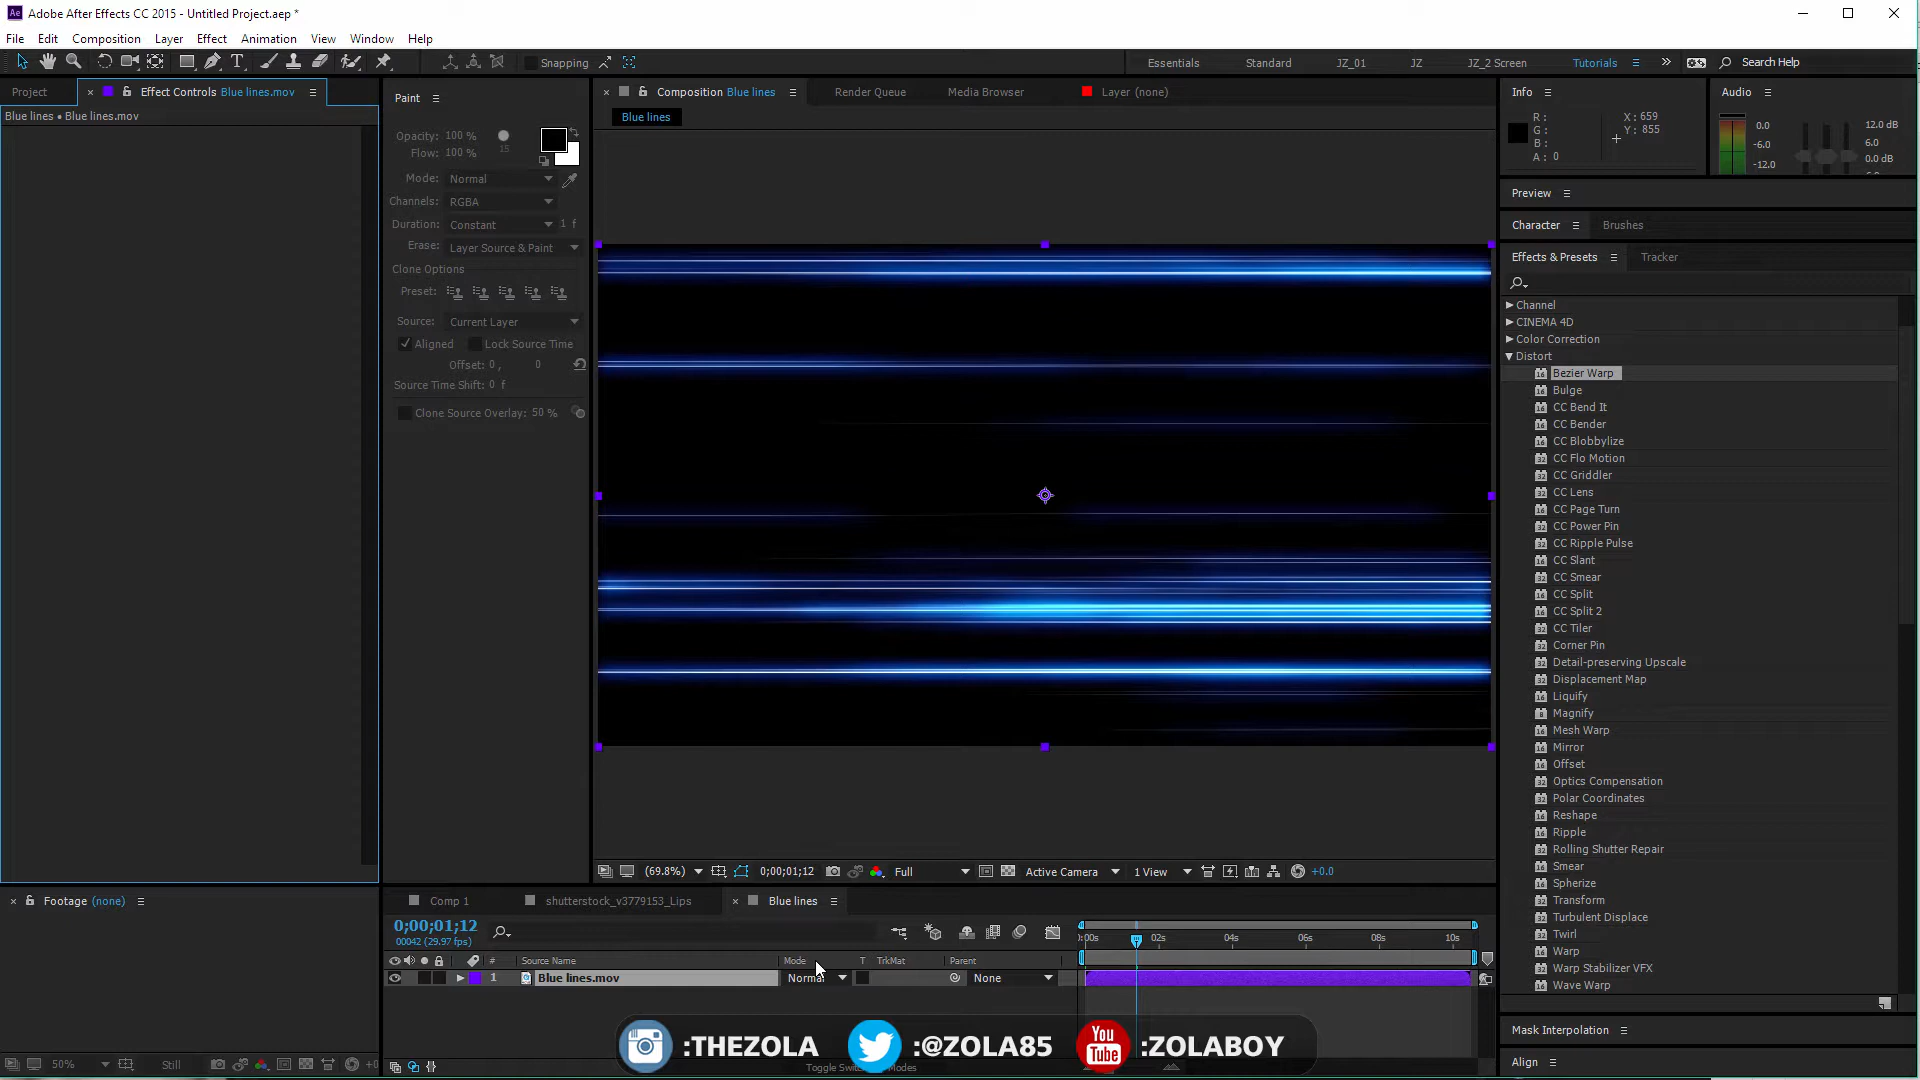 Adobe After Effects CC 2015 - Untitled Project.aep *
File Edit Composition Layer Effect Animation View Window Help
Snapping
Essentials Standard JZ_01 JZ JZ_2 Screen Tutorials Search Help
Project Effect Controls Blue lines.mov
Blue lines • Blue lines.mov
Paint
Opacity: 100 %
Flow: 100 %
15
Mode: Normal
Channels: RGBA
Duration: Constant 1 f
Erase: Layer Source & Paint
Clone Options
Preset:
Source: Current Layer
Aligned Lock Source Time
Offset: 0 , 0
Source Time Shift: 0 f
Clone Source Overlay: 50 %
Composition Blue lines Render Queue Media Browser Layer (none)
Blue lines
(69.8%) 0;00;01;12 Full Active Camera 1 View +0.0
Info
R :
G :
B :
A : 0
X : 659
Y : 855
Audio
0.0
-6.0
-12.0
12.0 dB
6.0
0.0 dB
Preview
Character Brushes
Effects & Presets Tracker
Channel
CINEMA 4D
Color Correction
Distort
Bezier Warp
Bulge
CC Bend It
CC Bender
CC Blobbylize
CC Flo Motion
CC Griddler
CC Lens
CC Page Turn
CC Power Pin
CC Ripple Pulse
CC Slant
CC Smear
CC Split
CC Split 2
CC Tiler
Corner Pin
Detail-preserving Upscale
Displacement Map
Liquify
Magnify
Mesh Warp
Mirror
Offset
Optics Compensation
Polar Coordinates
Reshape
Ripple
Rolling Shutter Repair
Smear
Spherize
Transform
Turbulent Displace
Twirl
Warp
Warp Stabilizer VFX
Wave Warp
Mask Interpolation
Align
Footage (none)
50% Still
Comp 1 shutterstock_v3779153_Lips Blue lines
0;00;01;12
00042 (29.97 fps)
:00s 02s 04s 06s 08s 10s
# Source Name Mode T TrkMat Parent
1 Blue lines.mov Normal None
:THEZOLA :@ZOLA85 You Tube :ZOLABOY